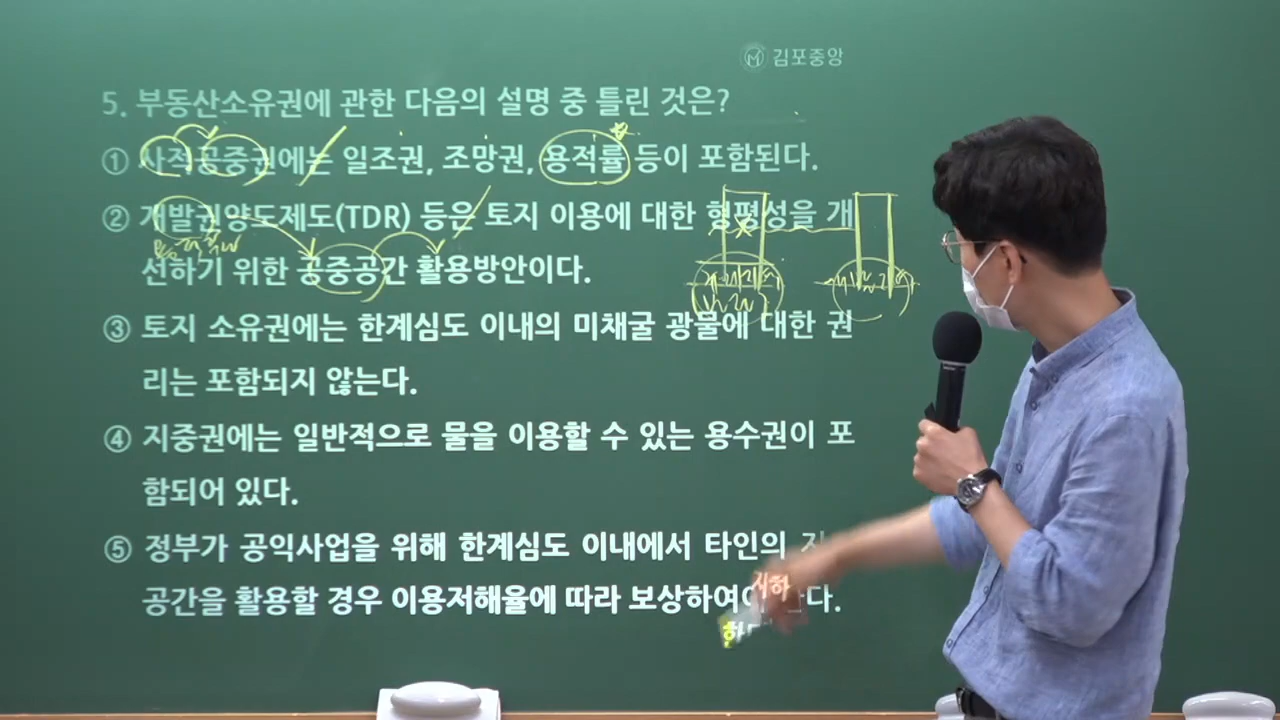 김포중앙
5. 부동산소유권에 관한 다음의 설명 중 틀린 것은?
① 사적공중권에는 일조권, 조망권, 용적률 등이 포함된다.
② 개발권양도제도(TDR) 등은 토지 이용에 대한 형평성을 개
선하기 위한 공중공간 활용방안이다.
③ 토지 소유권에는 한계심도 이내의 미채굴 광물에 대한 권
리는 포함되지 않는다.
④ 지중권에는 일반적으로 물을 이용할 수 있는 용수권이 포
함되어 있다.
⑤ 정부가 공익사업을 위해 한계심도 이내에서 타인의
공간을 활용할 경우 이용저해율에 따라 보상하여야